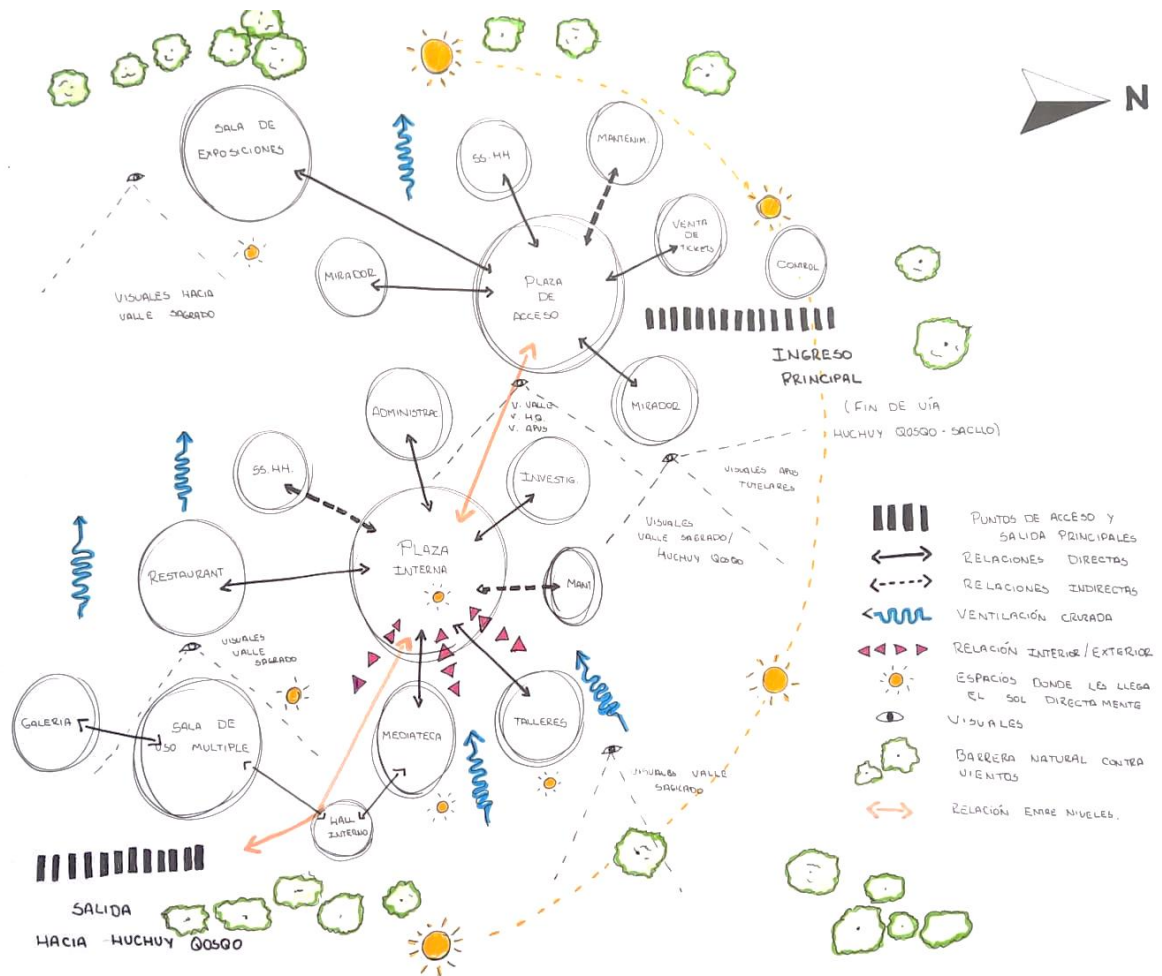 N
SALA DE
EXPOSICIONES
SS.HH
MANTENIM.
VENTA
DE
TICKETS
CONTROL
MIRADOR
PLAZA
DE
ACCESO
VISUALES HACIA
VALLE SAGRADO
INGRESO
PRINCIPAL
(FIN DE VÍA
HUCHUY QOSQO-SACLLO)
MIRADOR
ADMINISTRAC
V. VALLE
V. H.Q.
V. APUS
SS.HH.
INVESTIG.
VISUALES APUS
TUTELARES
VISUALES
VALLE SAGRADO/
HUCHUY QOSQO
PLAZA
INTERNA
RESTAURANT
MANT
VISUALES
VALLE
SAGRADO
GALERIA
SALA DE
USO MULTIPLE
MEDIATECA
TALLERES
HALL
INTERNO
VISUALES VALLE
SAGRADO
SALIDA
HACIA HUCHUY QOSQO
PUNTOS DE ACCESO Y
SALIDA PRINCIPALES
RELACIONES DIRECTAS
RELACIONES INDIRECTAS
VENTILACIÓN CRUZADA
RELACIÓN INTERIOR/EXTERIOR
ESPACIOS DONDE LES LLEGA
EL SOL DIRECTAMENTE
VISUALES
BARRERA NATURAL CONTRA
VIENTOS
RELACIÓN ENTRE NIVELES.